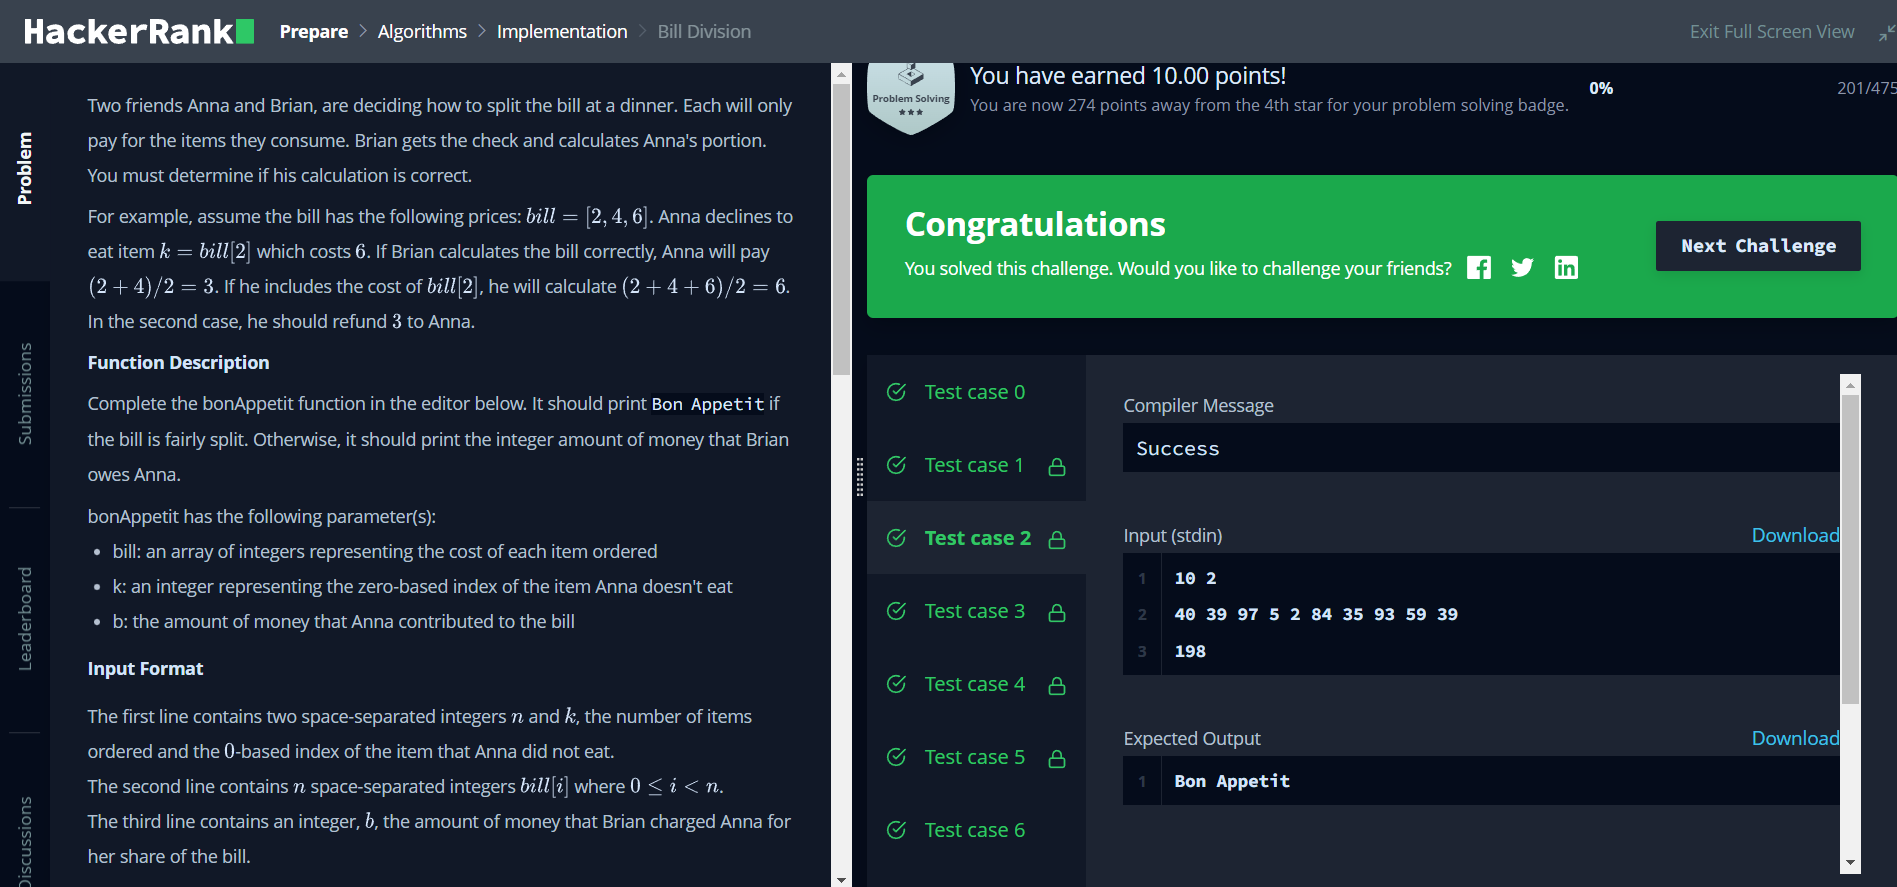 HackerRank
Prepare > Algorithms > Implementation > Bill Division
Exit Full Screen View
Problem
Submissions
Leaderboard
Discussions
Two friends Anna and Brian, are deciding how to split the bill at a dinner. Each will only
pay for the items they consume. Brian gets the check and calculates Anna's portion.
You must determine if his calculation is correct.
For example, assume the bill has the following prices: bill = [2, 4, 6]. Anna declines to
eat item k = bill[2] which costs 6. If Brian calculates the bill correctly, Anna will pay
(2 + 4)/2 = 3. If he includes the cost of bill[2], he will calculate (2 + 4 + 6)/2 = 6.
In the second case, he should refund 3 to Anna.
Function Description
Complete the bonAppetit function in the editor below. It should print Bon Appetit if
the bill is fairly split. Otherwise, it should print the integer amount of money that Brian
owes Anna.
bonAppetit has the following parameter(s):
• bill: an array of integers representing the cost of each item ordered
• k: an integer representing the zero-based index of the item Anna doesn't eat
• b: the amount of money that Anna contributed to the bill
Input Format
The first line contains two space-separated integers n and k, the number of items
ordered and the 0-based index of the item that Anna did not eat.
The second line contains n space-separated integers bill[i] where 0 ≤ i < n.
The third line contains an integer, b, the amount of money that Brian charged Anna for
her share of the bill.
Problem Solving
★★★
You have earned 10.00 points!
You are now 274 points away from the 4th star for your problem solving badge.
0%
201/475
Congratulations
You solved this challenge. Would you like to challenge your friends?
Next Challenge
Test case 0
Test case 1
Test case 2
Test case 3
Test case 4
Test case 5
Test case 6
Compiler Message
Success
Input (stdin)
Download
1 10 2
2 40 39 97 5 2 84 35 93 59 39
3 198
Expected Output
Download
1 Bon Appetit